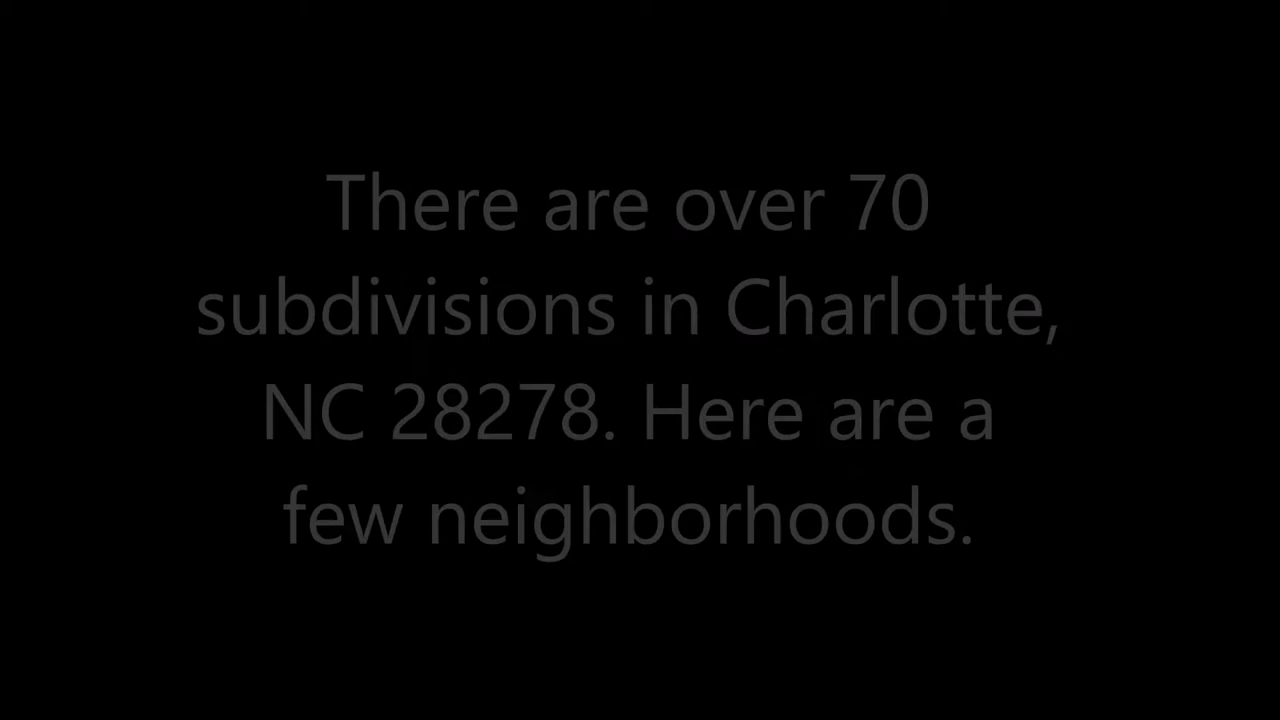 There are over 70
subdivisions in Charlotte,
NC 28278. Here are a
few neighborhoods.